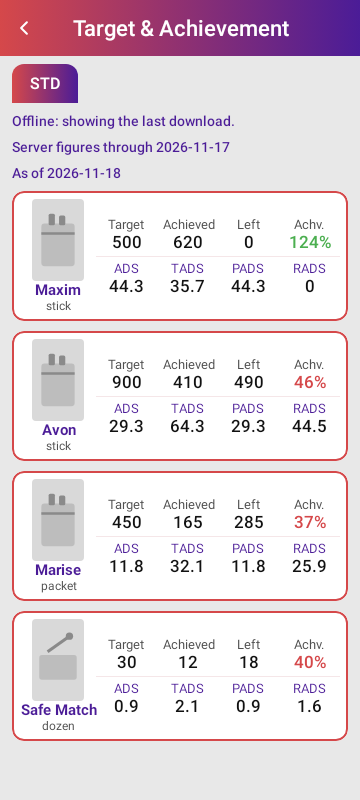 Target & Achievement
STD
Offline: showing the last download.
Server figures through 2026-11-17
As of 2026-11-18
Target Achieved Left Achv.
500 620 0 124%
ADS TADS PADS RADS
44.3 35.7 44.3 0
Maxim
stick
Target Achieved Left Achv.
900 410 490 46%
ADS TADS PADS RADS
29.3 64.3 29.3 44.5
Avon
stick
Target Achieved Left Achv.
450 165 285 37%
ADS TADS PADS RADS
11.8 32.1 11.8 25.9
Marise
packet
Target Achieved Left Achv.
30 12 18 40%
ADS TADS PADS RADS
0.9 2.1 0.9 1.6
Safe Match
dozen